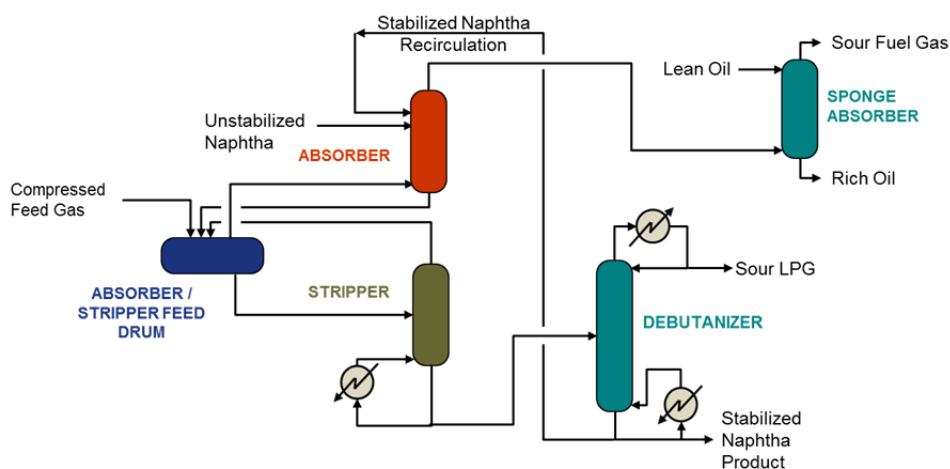 Stabilized Naphtha
Recirculation
Sour Fuel Gas
Lean Oil
SPONGE
ABSORBER
Unstabilized
Naphtha
ABSORBER
Rich Oil
Compressed
Feed Gas
ABSORBER /
STRIPPER FEED
DRUM
STRIPPER
Sour LPG
DEBUTANIZER
Stabilized
Naphtha
Product